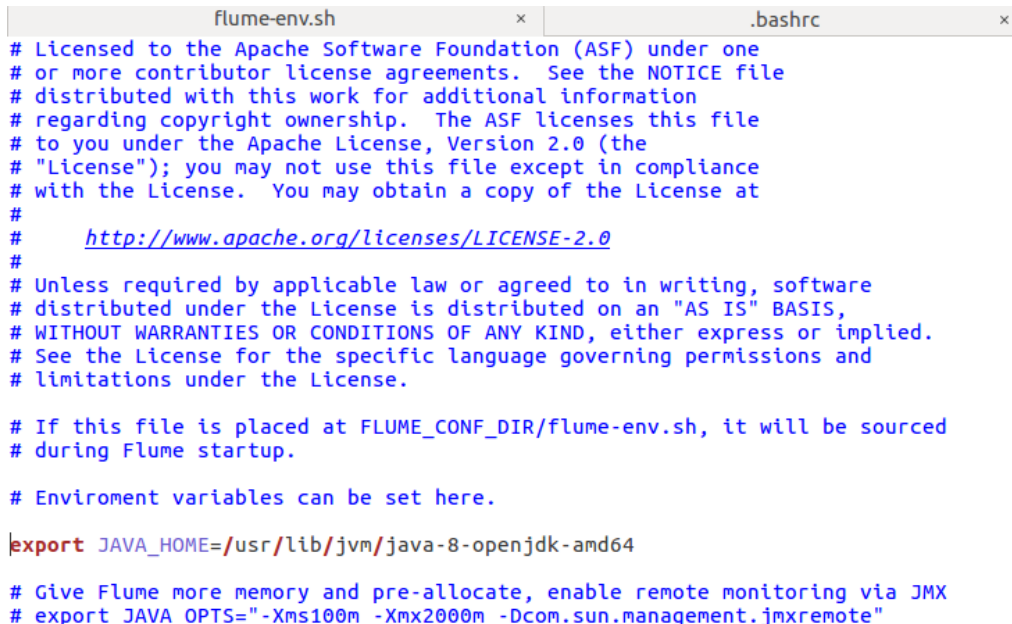 flume-env.sh × .bashrc ×
# Licensed to the Apache Software Foundation (ASF) under one
# or more contributor license agreements.  See the NOTICE file
# distributed with this work for additional information
# regarding copyright ownership.  The ASF licenses this file
# to you under the Apache License, Version 2.0 (the
# "License"); you may not use this file except in compliance
# with the License.  You may obtain a copy of the License at
#
#     http://www.apache.org/licenses/LICENSE-2.0
#
# Unless required by applicable law or agreed to in writing, software
# distributed under the License is distributed on an "AS IS" BASIS,
# WITHOUT WARRANTIES OR CONDITIONS OF ANY KIND, either express or implied.
# See the License for the specific language governing permissions and
# limitations under the License.
# If this file is placed at FLUME_CONF_DIR/flume-env.sh, it will be sourced
# during Flume startup.
# Enviroment variables can be set here.
export JAVA_HOME=/usr/lib/jvm/java-8-openjdk-amd64
# Give Flume more memory and pre-allocate, enable remote monitoring via JMX
# export JAVA_OPTS="-Xms100m -Xmx2000m -Dcom.sun.management.jmxremote"